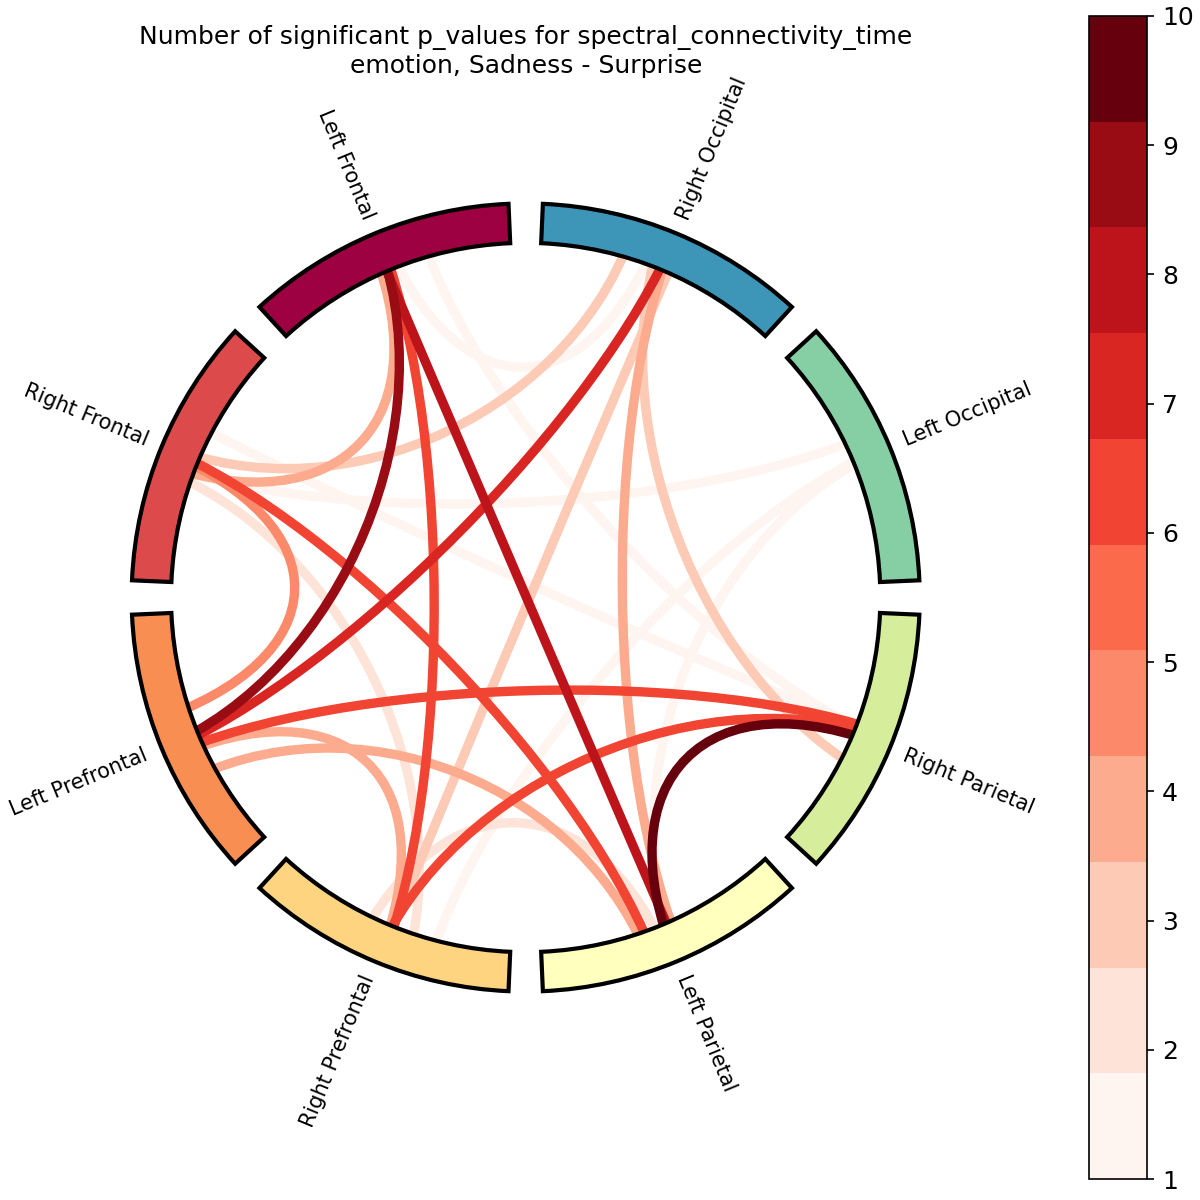 Number of significant p_values for spectral_connectivity_time
emotion, Sadness - Surprise
Left Frontal
Right Occipital
Right Frontal
Left Occipital
Left Prefrontal
Right Parietal
Right Prefrontal
Left Parietal
10
9
8
7
6
5
4
3
2
1